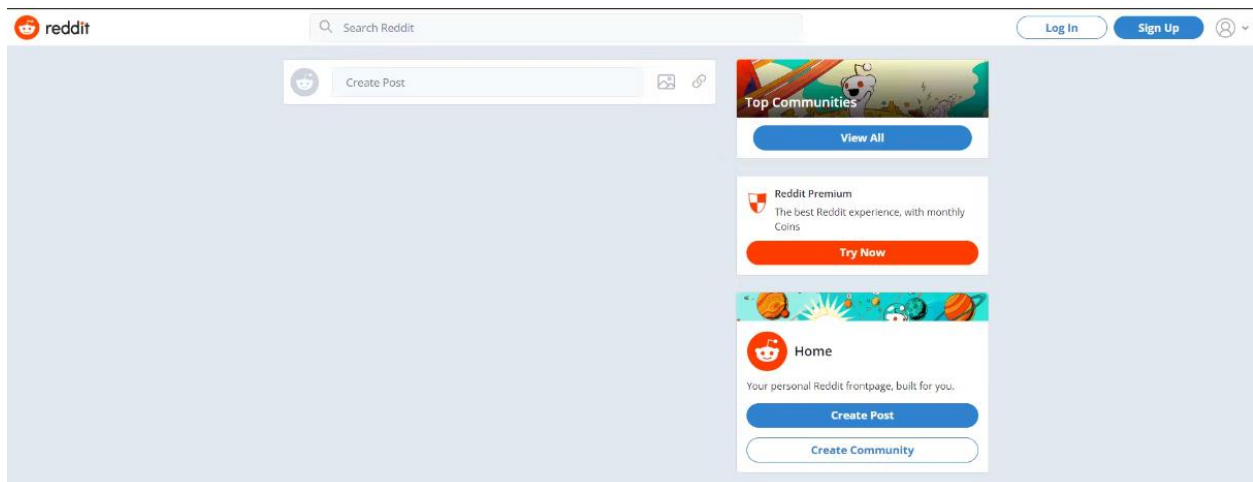 reddit
Search Reddit
Log In
Sign Up
Create Post
Top Communities
View All
Reddit Premium
The best Reddit experience, with monthly
Coins
Try Now
Home
Your personal Reddit frontpage, built for you.
Create Post
Create Community